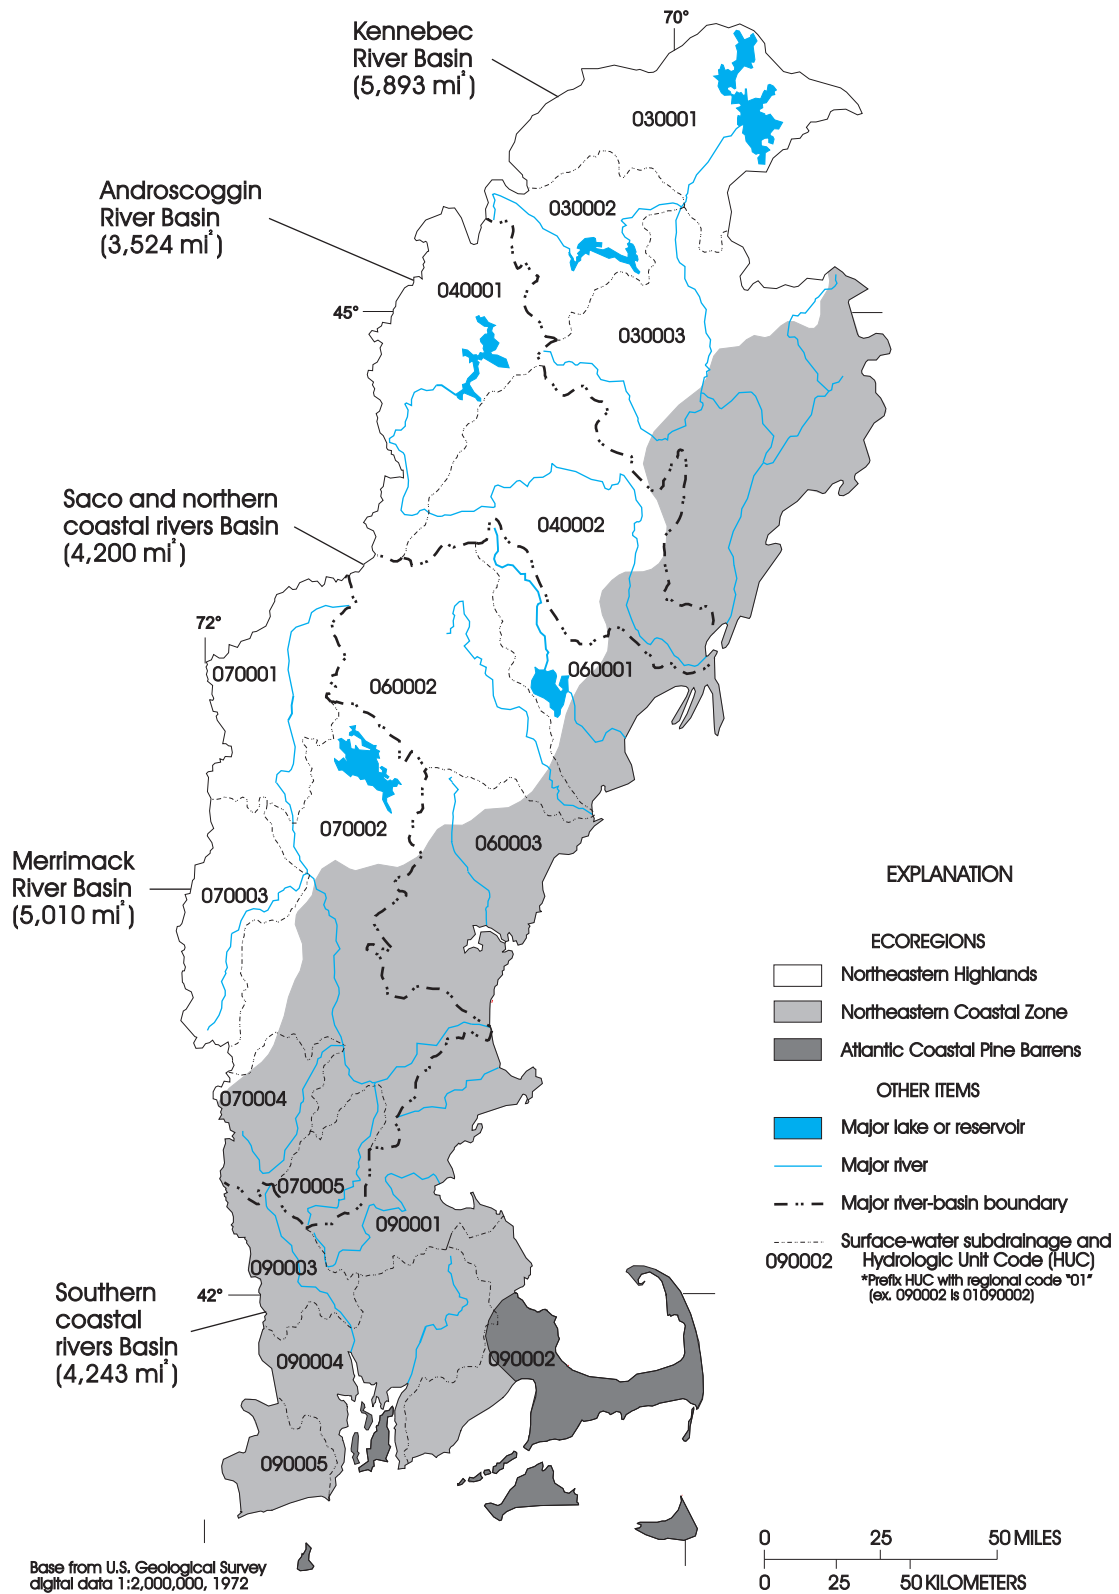 70°
Kennebec
River Basin
(5,893 mi²)
030001
Androscoggin
River Basin
(3,524 mi²)
030002
040001
45°
030003
Saco and northern
coastal rivers Basin
(4,200 mi²)
040002
72°
070001
060001
060002
070002
060003
Merrimack
River Basin
(5,010 mi²)
070003
EXPLANATION
ECOREGIONS
Northeastern Highlands
Northeastern Coastal Zone
Atlantic Coastal Pine Barrens
OTHER ITEMS
Major lake or reservoir
Major river
Major river-basin boundary
Surface-water subdrainage and
090002 Hydrologic Unit Code (HUC)
*Prefix HUC with regional code "01"
(ex. 090002 is 01090002)
070004
070005
090001
090003
42°
Southern
coastal
rivers Basin
(4,243 mi²)
090004
090002
090005
0 25 50 MILES
0 25 50 KILOMETERS
Base from U.S. Geological Survey
digital data 1:2,000,000, 1972